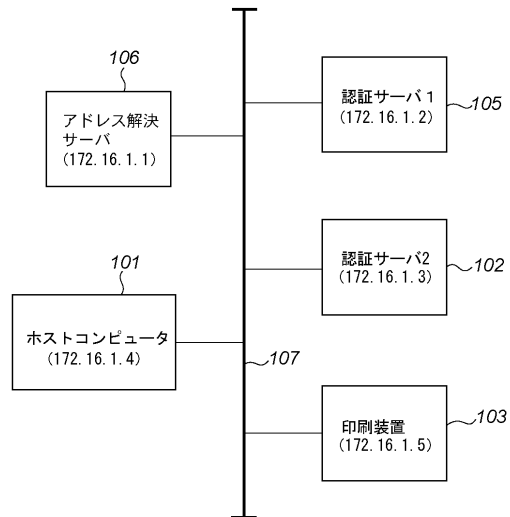 106
アドレス解決
サーバ
(172.16.1.1)
認証サーバ1
(172.16.1.2)
105
101
ホストコンピュータ
(172.16.1.4)
認証サーバ2
(172.16.1.3)
102
107
印刷装置
(172.16.1.5)
103